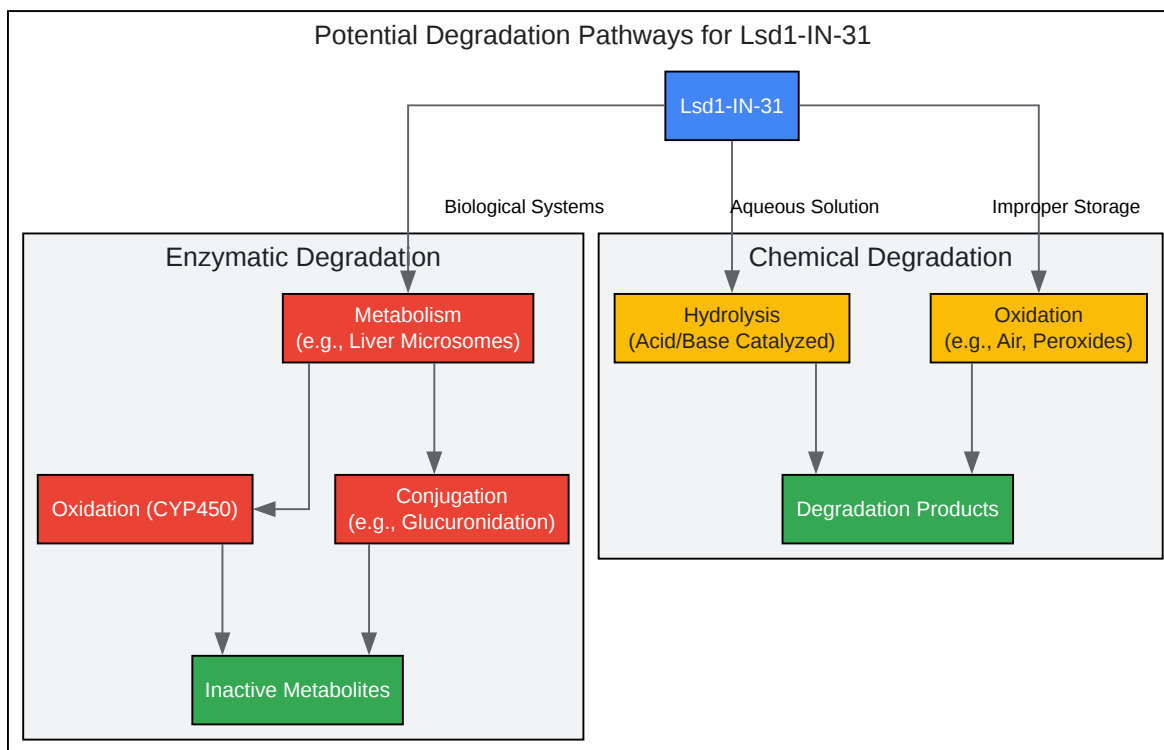 Potential Degradation Pathways for Lsd1-IN-31
Lsd1-IN-31
Biological Systems
Aqueous Solution
Improper Storage
Enzymatic Degradation
Chemical Degradation
Metabolism
(e.g., Liver Microsomes)
Hydrolysis
(Acid/Base Catalyzed)
Oxidation
(e.g., Air, Peroxides)
Oxidation (CYP450)
Conjugation
(e.g., Glucuronidation)
Degradation Products
Inactive Metabolites